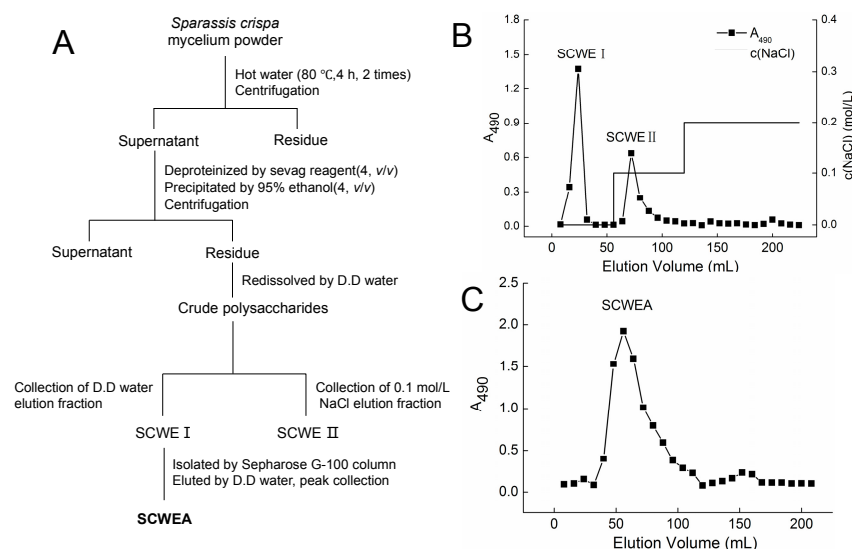 A
Sparassis crispa
mycelium powder
Hot water (80 ℃,4 h, 2 times)
Centrifugation
Supernatant
Residue
Deproteinized by sevag reagent(4, v/v)
Precipitated by 95% ethanol(4, v/v)
Centrifugation
Supernatant
Residue
Redissolved by D.D water
Crude polysaccharides
Collection of D.D water
elution fraction
Collection of 0.1 mol/L
NaCl elution fraction
SCWE Ⅰ
SCWE Ⅱ
Isolated by Sepharose G-100 column
Eluted by D.D water, peak collection
SCWEA
B
1.8
1.5
1.2
0.9
0.6
0.3
0.0
A490
SCWE Ⅰ
SCWE Ⅱ
A490
c(NaCl)
0.4
0.3
0.2
0.1
0.0
c(NaCl) (mol/L)
0
50
100
150
200
Elution Volume (mL)
C
2.5
2.0
1.5
1.0
0.5
0.0
A490
SCWEA
0
50
100
150
200
Elution Volume (mL)